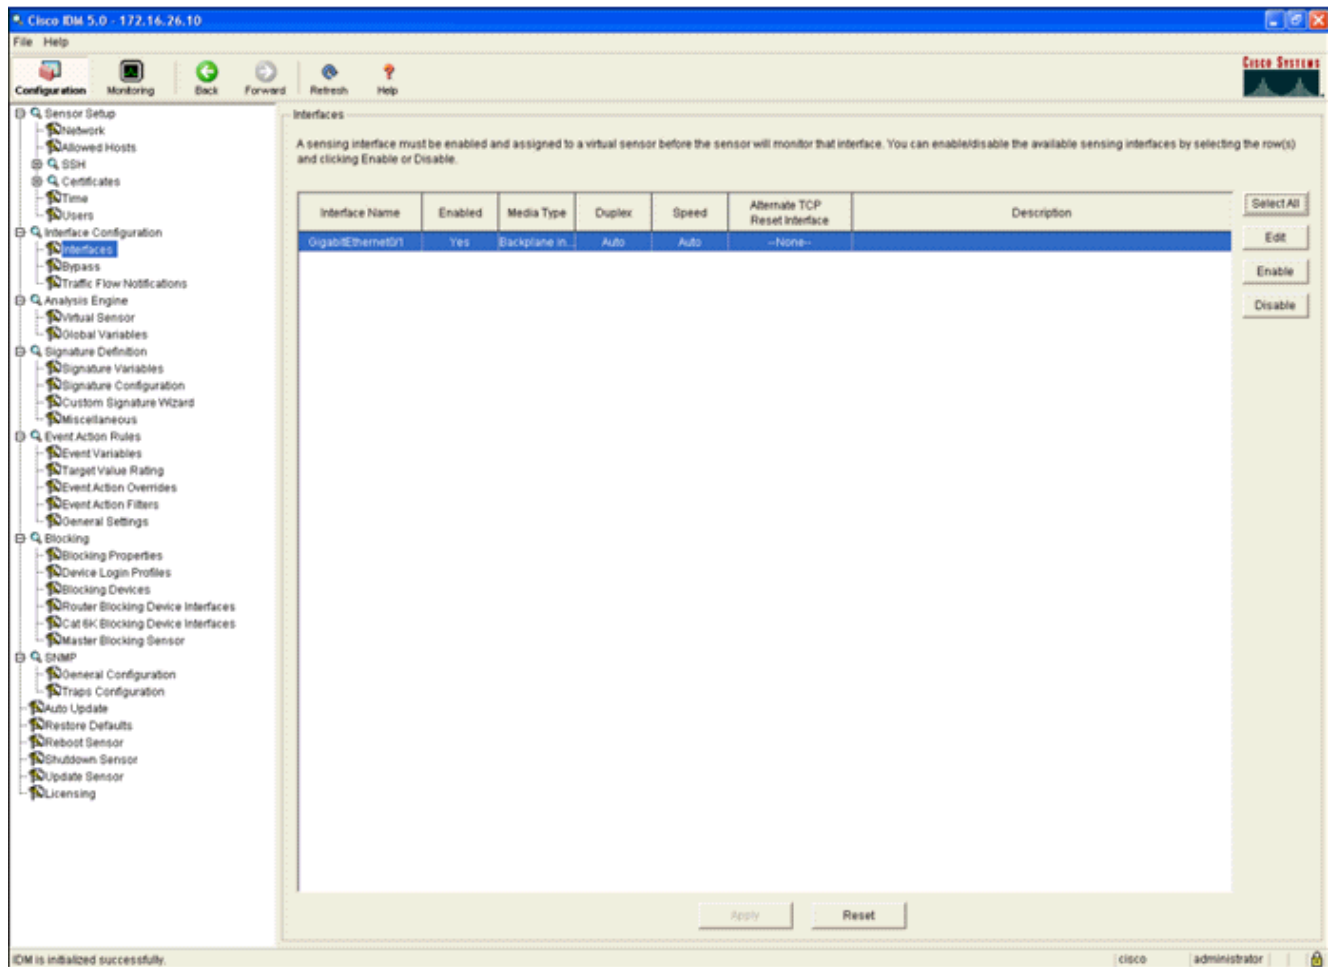 Cisco IDM 5.0 - 172.16.26.10
File Help
Configuration Monitoring Back Forward Refresh Help
CISCO SYSTEMS
Sensor Setup
Network
Allowed Hosts
SSH
Certificates
Time
Users
Interface Configuration
Interfaces
Bypass
Traffic Flow Notifications
Analysis Engine
Virtual Sensor
Global Variables
Signature Definition
Signature Variables
Signature Configuration
Custom Signature Wizard
Miscellaneous
Event Action Rules
Event Variables
Target Value Rating
Event Action Overrides
Event Action Filters
General Settings
Blocking
Blocking Properties
Device Login Profiles
Blocking Devices
Router Blocking Device Interfaces
Cat 6K Blocking Device Interfaces
Master Blocking Sensor
SNMP
General Configuration
Traps Configuration
Auto Update
Restore Defaults
Reboot Sensor
Shutdown Sensor
Update Sensor
Licensing
Interfaces
A sensing interface must be enabled and assigned to a virtual sensor before the sensor will monitor that interface. You can enable/disable the available sensing interfaces by selecting the row(s)
and clicking Enable or Disable.
Interface Name Enabled Media Type Duplex Speed Alternate TCP Reset Interface Description
GigabitEthernet0/1 Yes Backplane in... Auto Auto --None--
Select All
Edit
Enable
Disable
Apply Reset
IDM is initialized successfully. cisco administrator